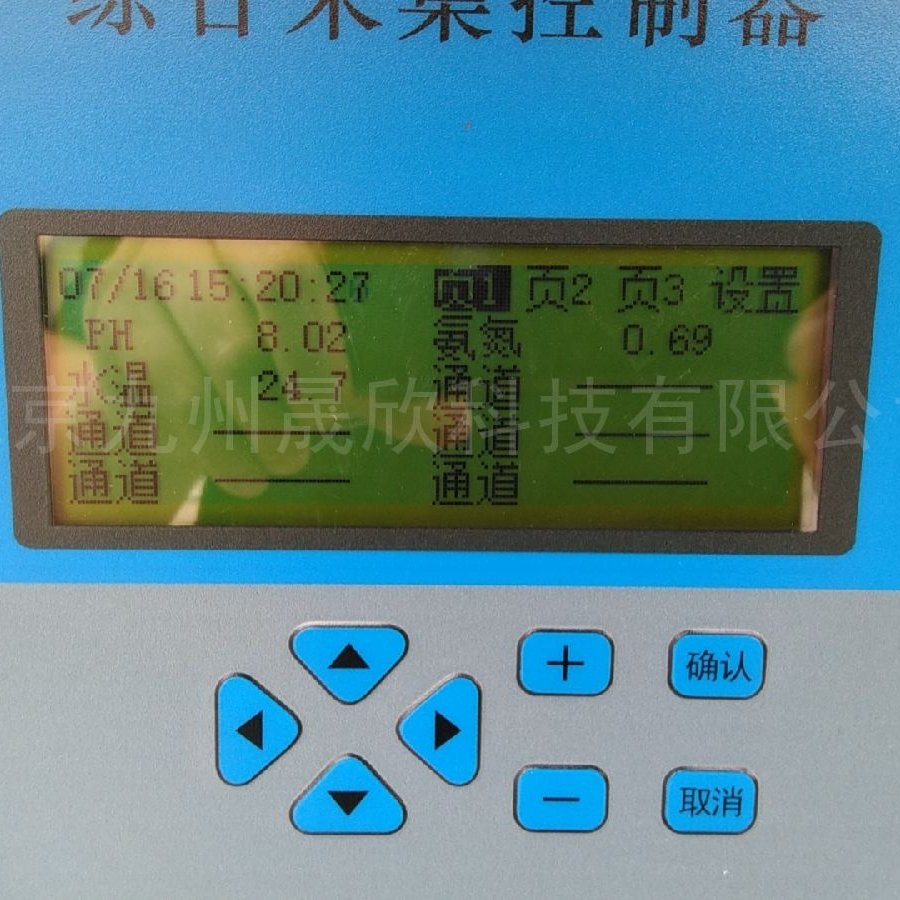 综合采集控制器
07/16 15:20:27 页1 页2 页3 设置
PH 8.02 氨氮 0.69
水温 24.7 通道 ———
通道 ——— 通道 ———
通道 ——— 通道 ———
京九州晟欣科技有限公
+ 确认
− 取消